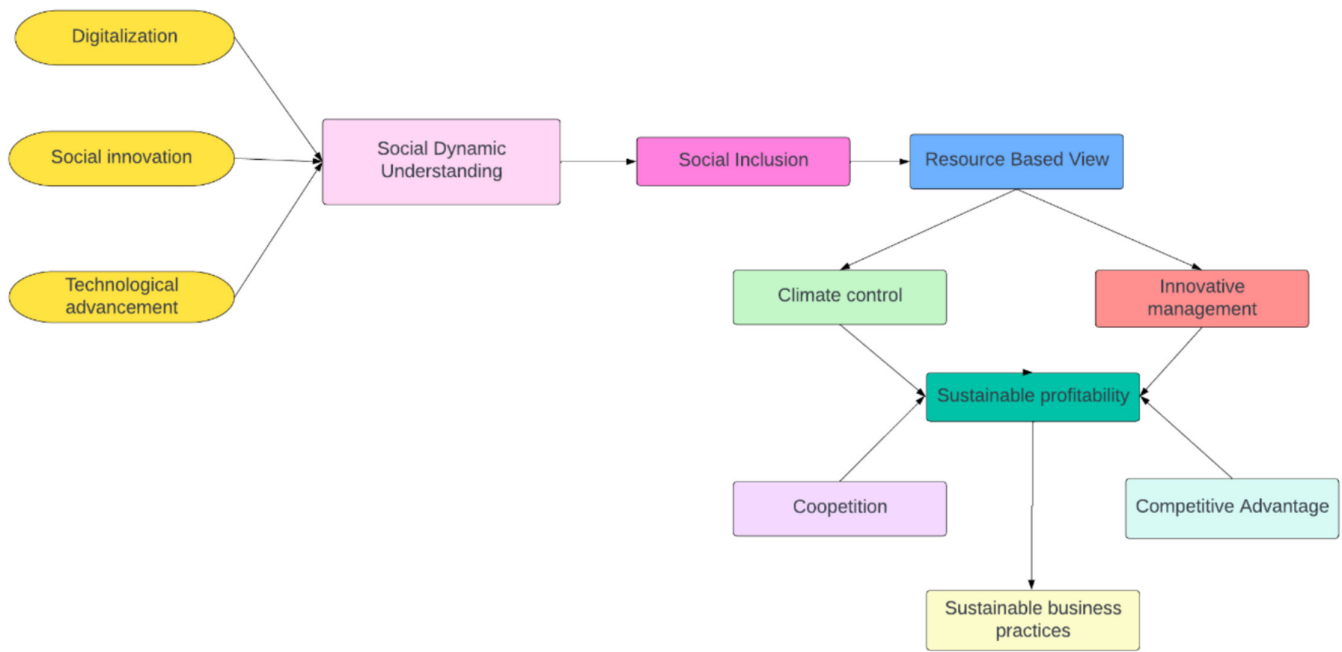 Digitalization
Social innovation
Technological
advancement
Social Dynamic
Understanding
Social Inclusion
Resource Based View
Climate control
Innovative
management
Sustainable profitability
Coopetition
Competitive Advantage
Sustainable business
practices